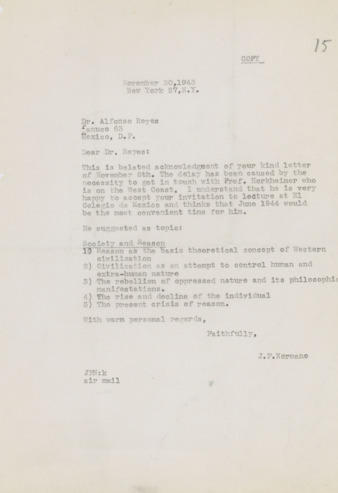 15
COPY
November 30,1943
New York 27,N.Y.
Dr. Alfonso Reyes
Panuco 63
Mexico, D.F.
Dear Dr. Reyes:
This is belated acknowledgment of your kind letter
of November 8th. The delay has been caused by the
necessity to get in touch with Prof. Horkheimer who
is on the West Coast. I understand that he is very
happy to accept your invitation to lecture at El
Colegio de Mexico and thinks that June 1944 would
be the most convenient time for him.
He suggested as topic:
Society and Reason
1) Reason as the basic theoretical concept of Western
civilization
2) Civilization as an attempt to control human and
extra-human nature
3) The rebellion of oppressed nature and its philosophic
manifestations.
4) The rise and decline of the individual
5) The present crisis of reason.
With warm personal regards,
Faithfully,
J.P.Kormano
JPN:k
air mail